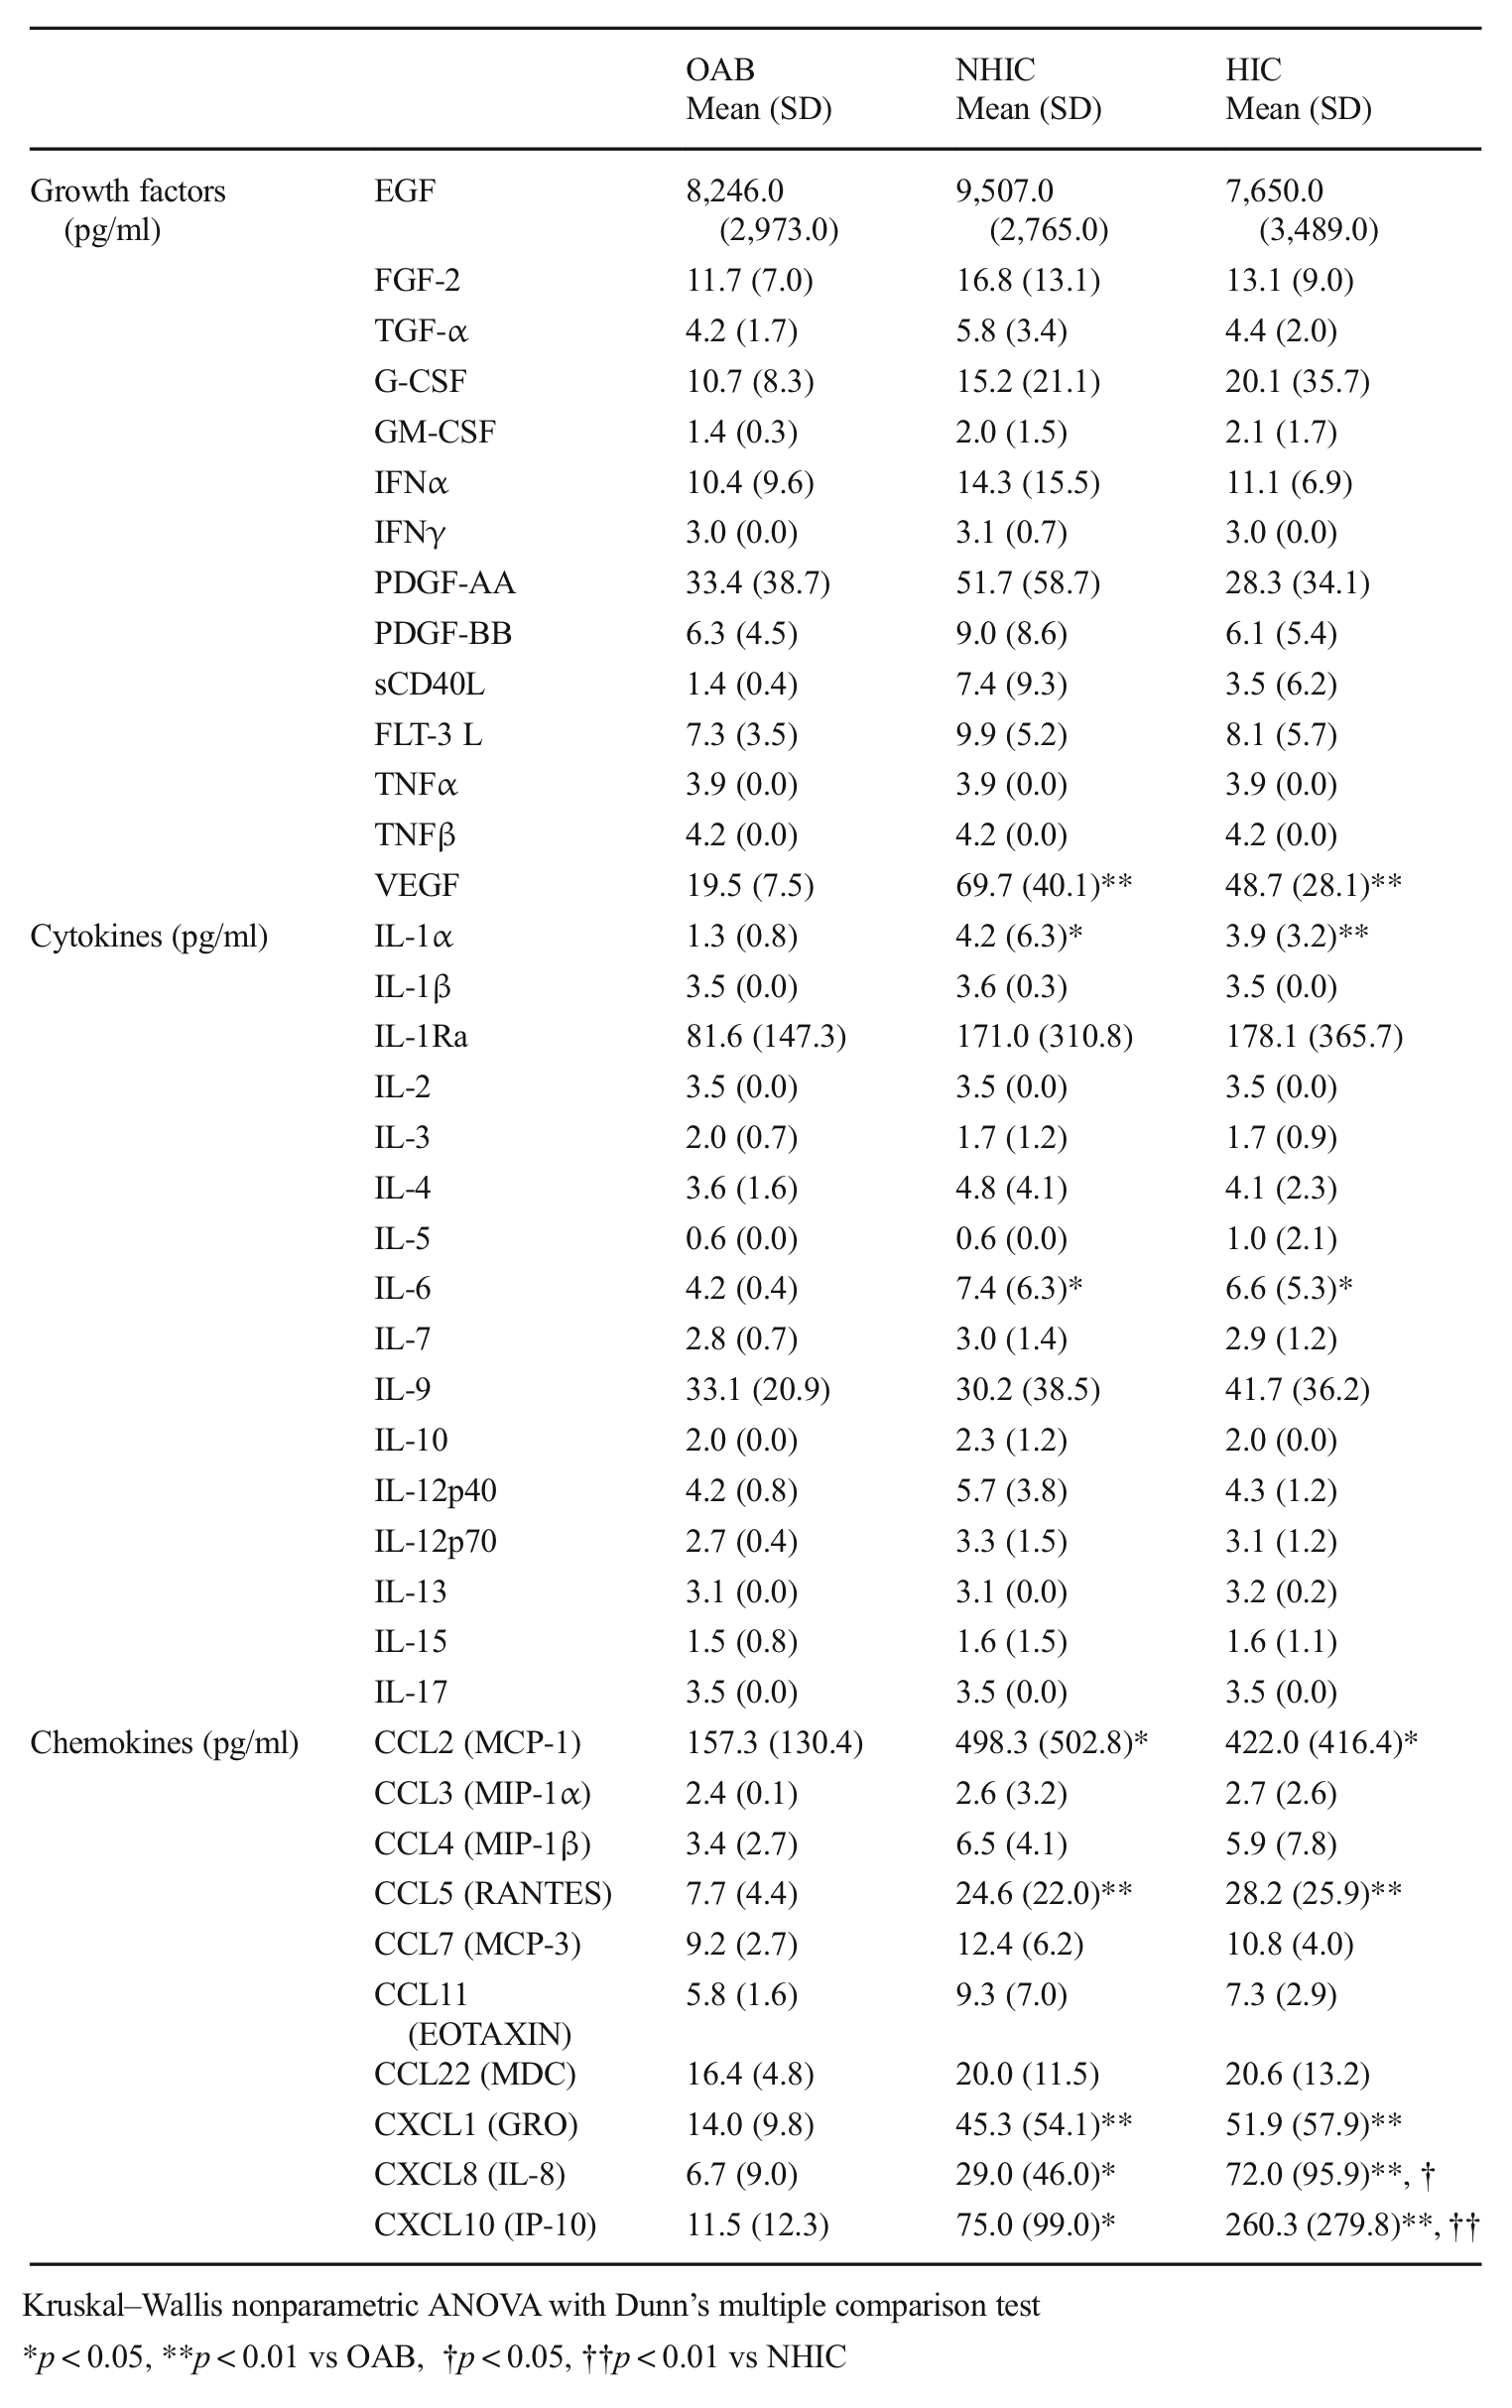 OAB NHIC HIC
Mean (SD) Mean (SD) Mean (SD)
Growth factors EGF 8,246.0 9,507.0 7,650.0
(pg/ml) (2,973.0) (2,765.0) (3,489.0)
FGF-2 11.7 (7.0) 16.8 (13.1) 13.1 (9.0)
TGF-α 4.2 (1.7) 5.8 (3.4) 4.4 (2.0)
G-CSF 10.7 (8.3) 15.2 (21.1) 20.1 (35.7)
GM-CSF 1.4 (0.3) 2.0 (1.5) 2.1 (1.7)
IFNα 10.4 (9.6) 14.3 (15.5) 11.1 (6.9)
IFNγ 3.0 (0.0) 3.1 (0.7) 3.0 (0.0)
PDGF-AA 33.4 (38.7) 51.7 (58.7) 28.3 (34.1)
PDGF-BB 6.3 (4.5) 9.0 (8.6) 6.1 (5.4)
sCD40L 1.4 (0.4) 7.4 (9.3) 3.5 (6.2)
FLT-3 L 7.3 (3.5) 9.9 (5.2) 8.1 (5.7)
TNFα 3.9 (0.0) 3.9 (0.0) 3.9 (0.0)
TNFβ 4.2 (0.0) 4.2 (0.0) 4.2 (0.0)
VEGF 19.5 (7.5) 69.7 (40.1)** 48.7 (28.1)**
Cytokines (pg/ml) IL-1α 1.3 (0.8) 4.2 (6.3)* 3.9 (3.2)**
IL-1β 3.5 (0.0) 3.6 (0.3) 3.5 (0.0)
IL-1Ra 81.6 (147.3) 171.0 (310.8) 178.1 (365.7)
IL-2 3.5 (0.0) 3.5 (0.0) 3.5 (0.0)
IL-3 2.0 (0.7) 1.7 (1.2) 1.7 (0.9)
IL-4 3.6 (1.6) 4.8 (4.1) 4.1 (2.3)
IL-5 0.6 (0.0) 0.6 (0.0) 1.0 (2.1)
IL-6 4.2 (0.4) 7.4 (6.3)* 6.6 (5.3)*
IL-7 2.8 (0.7) 3.0 (1.4) 2.9 (1.2)
IL-9 33.1 (20.9) 30.2 (38.5) 41.7 (36.2)
IL-10 2.0 (0.0) 2.3 (1.2) 2.0 (0.0)
IL-12p40 4.2 (0.8) 5.7 (3.8) 4.3 (1.2)
IL-12p70 2.7 (0.4) 3.3 (1.5) 3.1 (1.2)
IL-13 3.1 (0.0) 3.1 (0.0) 3.2 (0.2)
IL-15 1.5 (0.8) 1.6 (1.5) 1.6 (1.1)
IL-17 3.5 (0.0) 3.5 (0.0) 3.5 (0.0)
Chemokines (pg/ml) CCL2 (MCP-1) 157.3 (130.4) 498.3 (502.8)* 422.0 (416.4)*
CCL3 (MIP-1α) 2.4 (0.1) 2.6 (3.2) 2.7 (2.6)
CCL4 (MIP-1β) 3.4 (2.7) 6.5 (4.1) 5.9 (7.8)
CCL5 (RANTES) 7.7 (4.4) 24.6 (22.0)** 28.2 (25.9)**
CCL7 (MCP-3) 9.2 (2.7) 12.4 (6.2) 10.8 (4.0)
CCL11 5.8 (1.6) 9.3 (7.0) 7.3 (2.9)
(EOTAXIN)
CCL22 (MDC) 16.4 (4.8) 20.0 (11.5) 20.6 (13.2)
CXCL1 (GRO) 14.0 (9.8) 45.3 (54.1)** 51.9 (57.9)**
CXCL8 (IL-8) 6.7 (9.0) 29.0 (46.0)* 72.0 (95.9)**, †
CXCL10 (IP-10) 11.5 (12.3) 75.0 (99.0)* 260.3 (279.8)**, ††
Kruskal–Wallis nonparametric ANOVA with Dunn's multiple comparison test
*p < 0.05, **p < 0.01 vs OAB, †p < 0.05, ††p < 0.01 vs NHIC